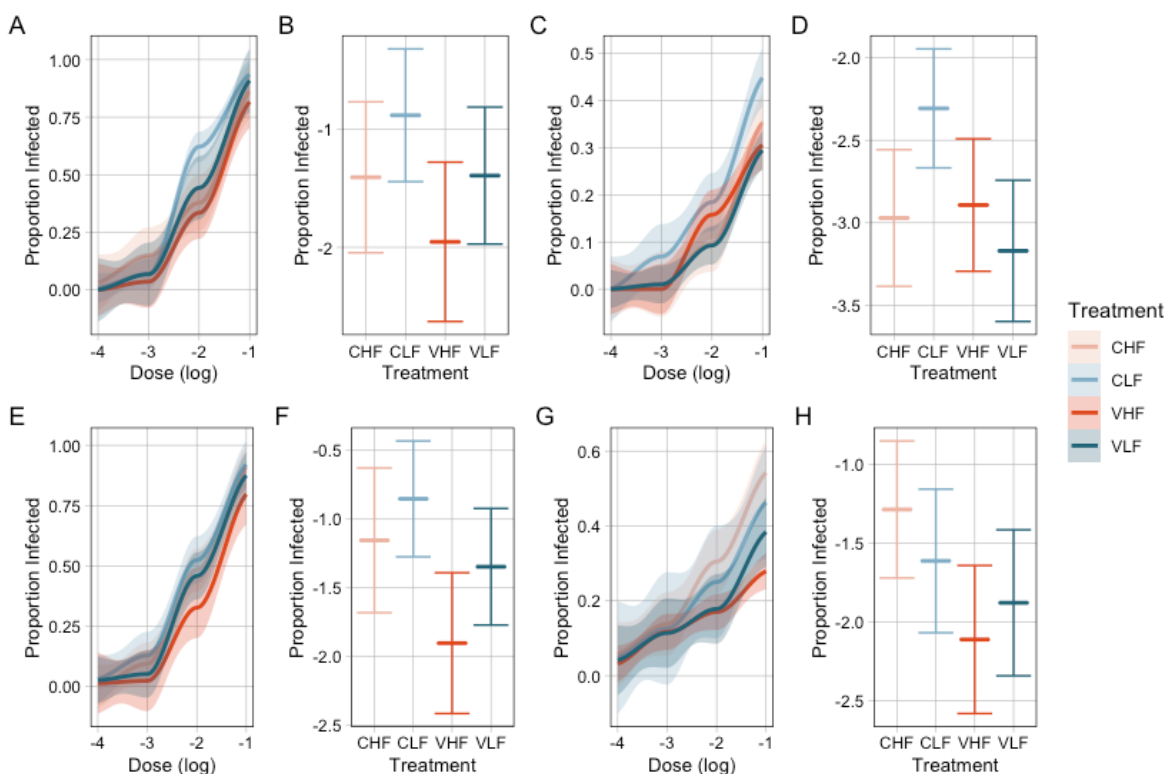 A
Proportion Infected
1.00
0.75
0.50
0.25
0.00
-4 -3 -2 -1
Dose (log)
B
Proportion Infected
-1
-2
CHF CLF VHF VLF
Treatment
C
Proportion Infected
0.5
0.4
0.3
0.2
0.1
0.0
-4 -3 -2 -1
Dose (log)
D
Proportion Infected
-2.0
-2.5
-3.0
-3.5
CHF CLF VHF VLF
Treatment
E
Proportion Infected
1.00
0.75
0.50
0.25
0.00
-4 -3 -2 -1
Dose (log)
F
Proportion Infected
-0.5
-1.0
-1.5
-2.0
-2.5
CHF CLF VHF VLF
Treatment
G
Proportion Infected
0.6
0.4
0.2
0.0
-4 -3 -2 -1
Dose (log)
H
Proportion Infected
-1.0
-1.5
-2.0
-2.5
CHF CLF VHF VLF
Treatment
Treatment
CHF
CLF
VHF
VLF